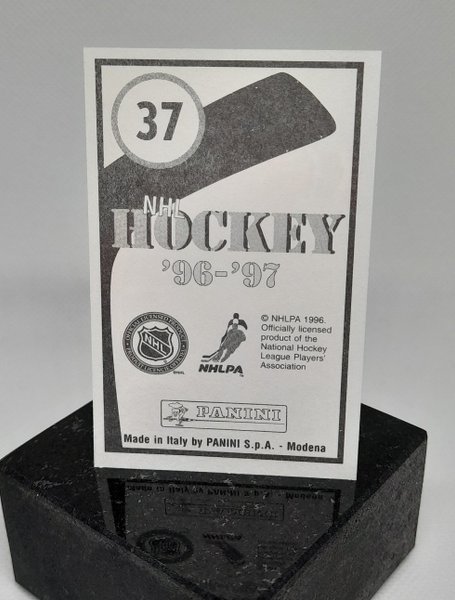 37
NHL
HOCKEY
'96-'97
NHL
NHLPA
© NHLPA 1996.
Officially licensed
product of the
National Hockey
League Players'
Association
PANINI
Made in Italy by PANINI S.p.A. - Modena